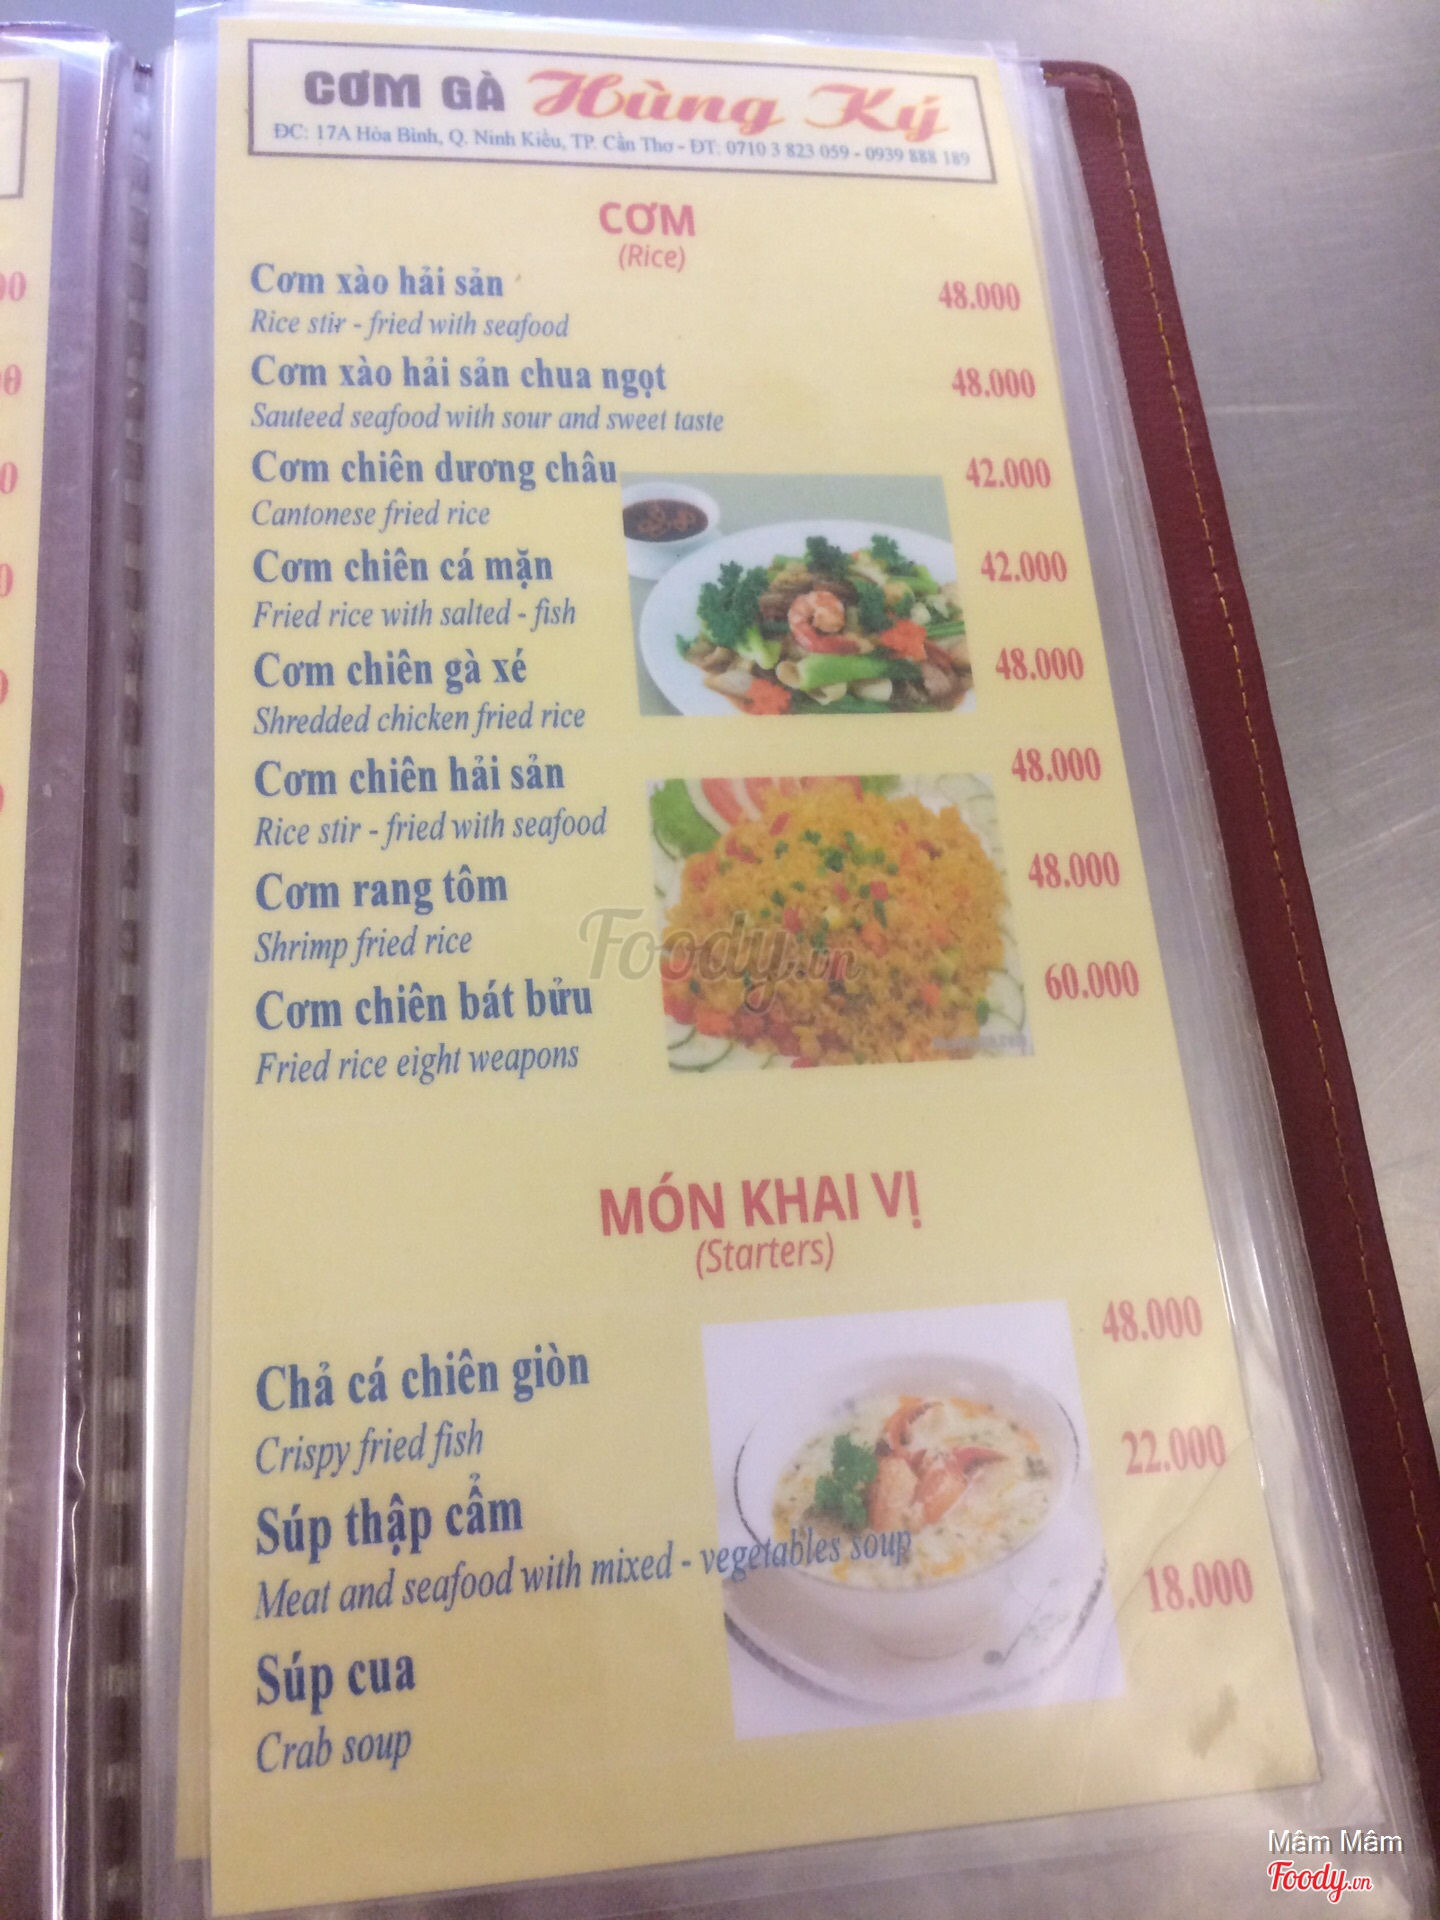 CƠM GÀ Hùng Ký
ĐC: 17A Hòa Bình, Q. Ninh Kiều, TP. Cần Thơ - ĐT: 0710 3 823 059 - 0939 888 189
CƠM
(Rice)
Cơm xào hải sản 48.000
Rice stir - fried with seafood
Cơm xào hải sản chua ngọt 48.000
Sauteed seafood with sour and sweet taste
Cơm chiên dương châu 42.000
Cantonese fried rice
Cơm chiên cá mặn 42.000
Fried rice with salted - fish
Cơm chiên gà xé 48.000
Shredded chicken fried rice
Cơm chiên hải sản 48.000
Rice stir - fried with seafood
Cơm rang tôm 48.000
Shrimp fried rice
Cơm chiên bát bửu 60.000
Fried rice eight weapons
Foody.vn
MÓN KHAI VỊ
(Starters)
Chả cá chiên giòn 48.000
Crispy fried fish
Súp thập cẩm 22.000
Meat and seafood with mixed - vegetables soup
Súp cua 18.000
Crab soup
Mâm Mâm
Foody.vn